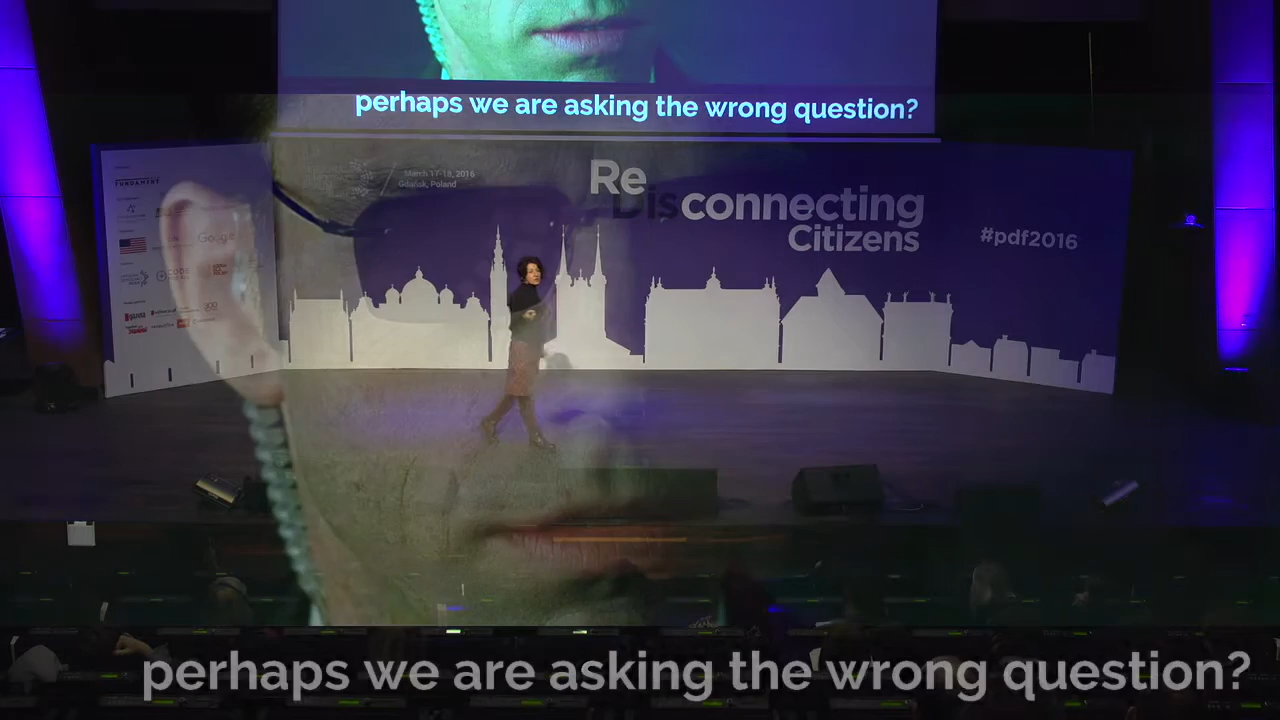 perhaps we are asking the wrong question?
March 17-18, 2016
Gdańsk, Poland
Re
Disconnecting
Citizens
#pdf2016
FUNDAMENT
Google
CODE
perhaps we are asking the wrong question?